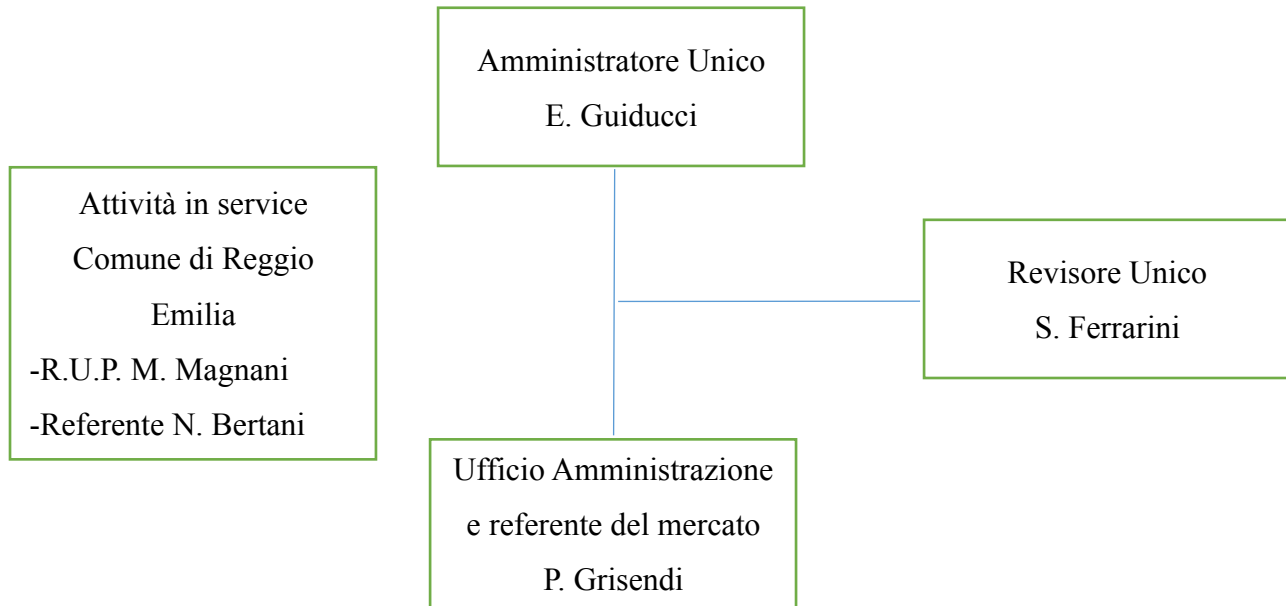 Amministratore Unico
E. Guiducci
Attività in service
Comune di Reggio
Emilia
-R.U.P. M. Magnani
-Referente N. Bertani
Revisore Unico
S. Ferrarini
Ufficio Amministrazione
e referente del mercato
P. Grisendi